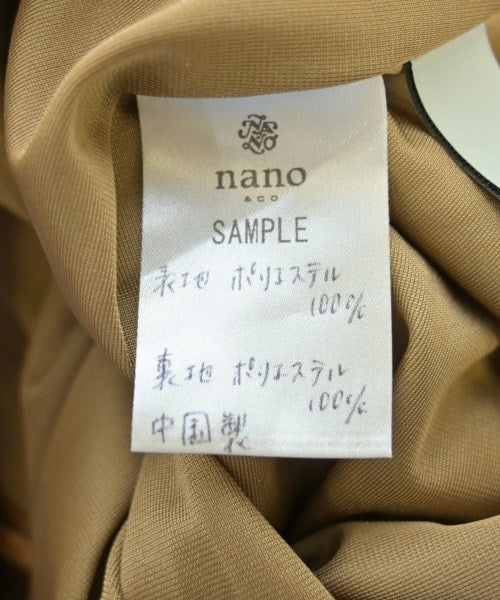 NANO
nano
& CO
SAMPLE
表地 ポリエステル
100%
裏地 ポリエステル
100%
中国製